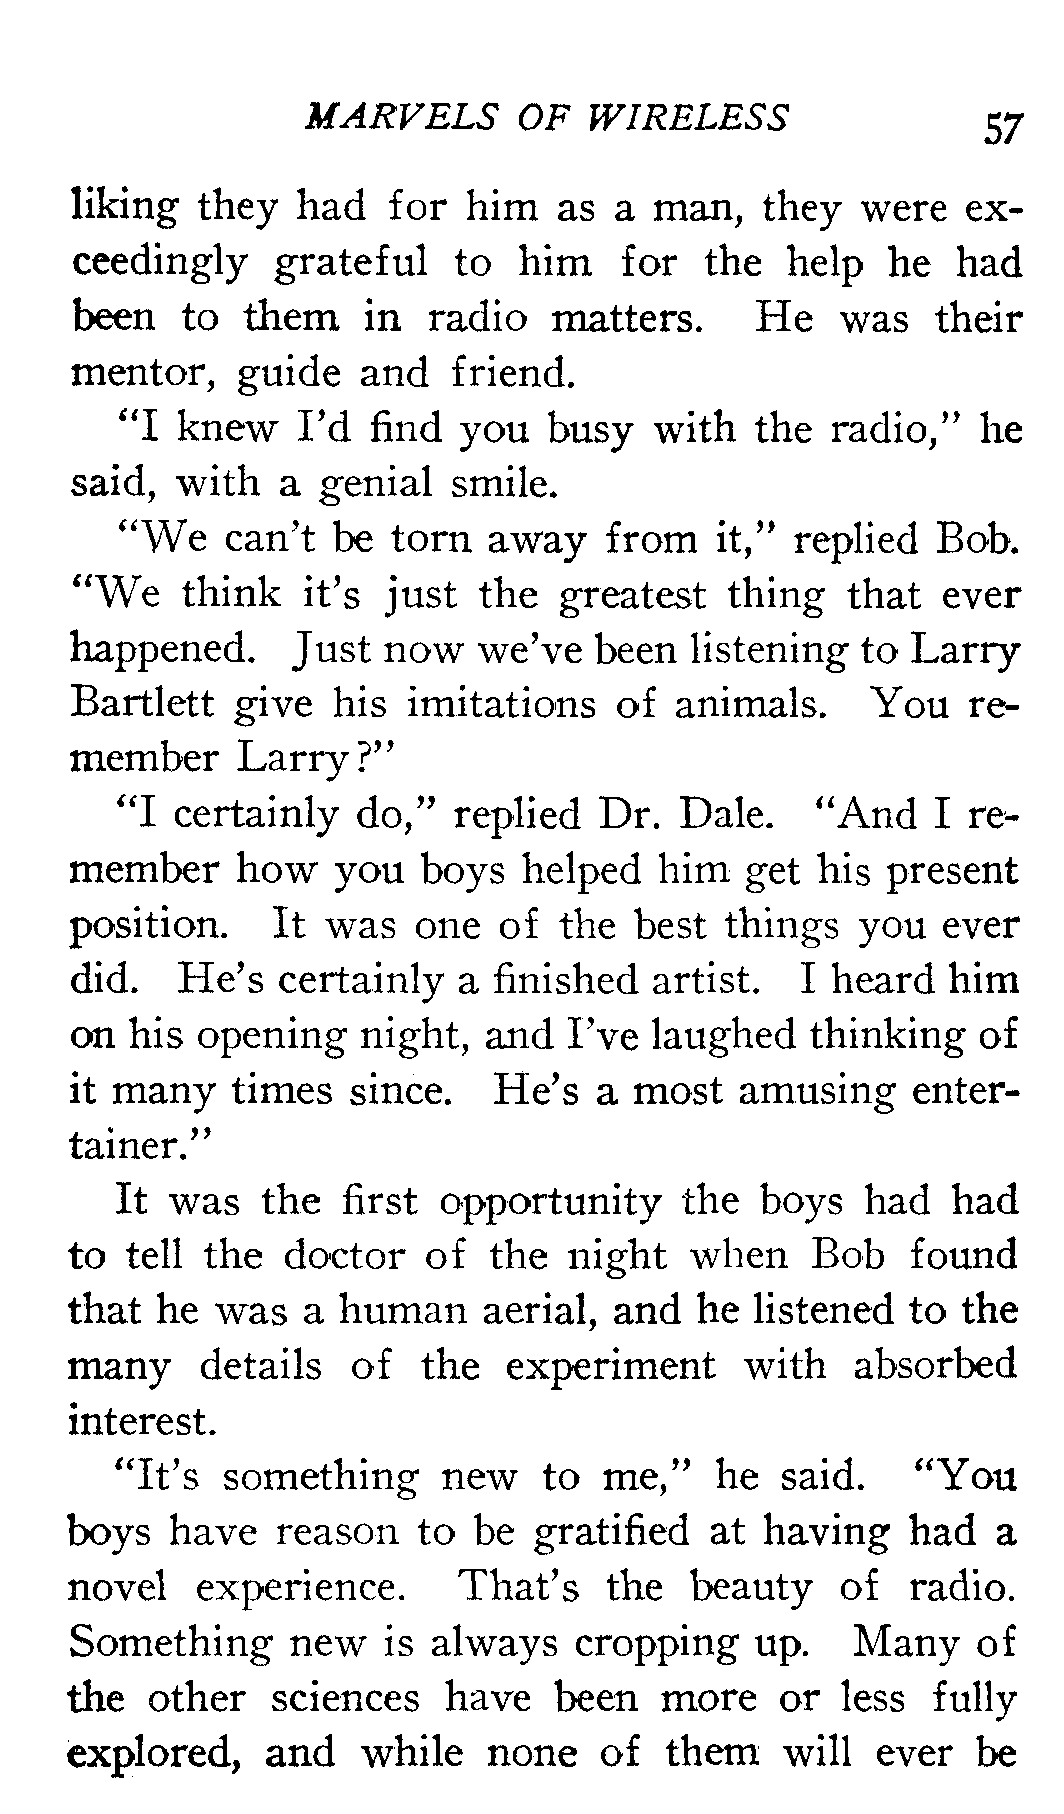 MARVELS OF WIRELESS 57
liking they had for him as a man, they were ex-
ceedingly grateful to him for the help he had
been to them in radio matters. He was their
mentor, guide and friend.
“I knew I’d find you busy with the radio,” he
said, with a genial smile.
“We can’t be torn away from it,” replied Bob.
“We think it’s just the greatest thing that ever
happened. Just now we’ve been listening to Larry
Bartlett give his imitations of animals. You re-
member Larry?”
“I certainly do,” replied Dr. Dale. “And I re-
member how you boys helped him get his present
position. It was one of the best things you ever
did. He’s certainly a finished artist. I heard him
on his opening night, and I’ve laughed thinking of
it many times since. He’s a most amusing enter-
tainer.”
It was the first opportunity the boys had had
to tell the doctor of the night when Bob found
that he was a human aerial, and he listened to the
many details of the experiment with absorbed
interest.
“It’s something new to me,” he said. “You
boys have reason to be gratified at having had a
novel experience. That’s the beauty of radio.
Something new is always cropping up. Many of
the other sciences have been more or less fully
explored, and while none of them will ever be